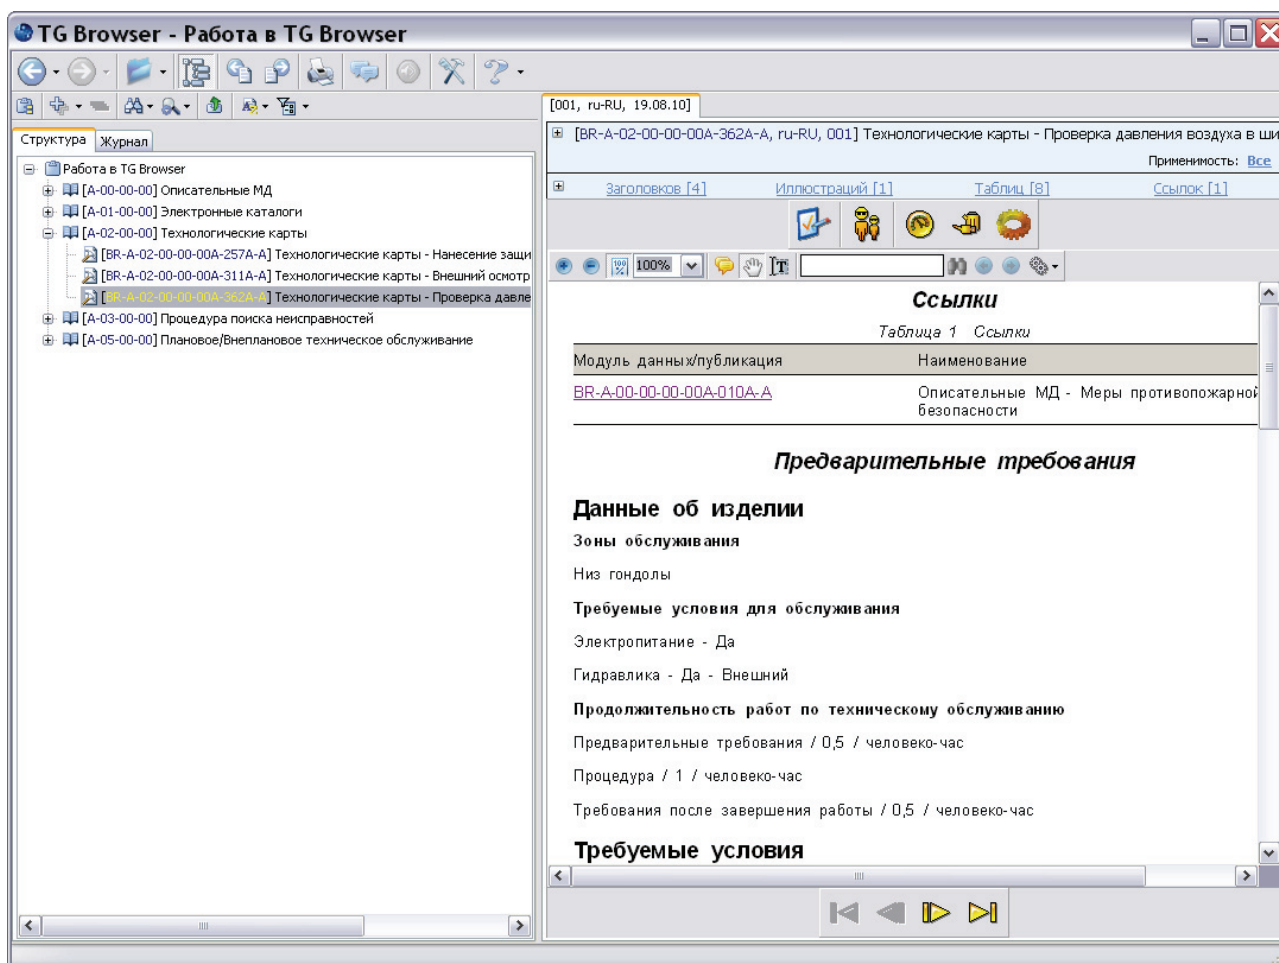 TG Browser - Работа в TG Browser
Структура
Журнал
Работа в TG Browser
[A-00-00-00] Описательные МД
[A-01-00-00] Электронные каталоги
[A-02-00-00] Технологические карты
[BR-A-02-00-00-00A-257A-A] Технологические карты - Нанесение защи
[BR-A-02-00-00-00A-311A-A] Технологические карты - Внешний осмотр
[BR-A-02-00-00-00A-362A-A] Технологические карты - Проверка давле
[A-03-00-00] Процедура поиска неисправностей
[A-05-00-00] Плановое/Внеплановое техническое обслуживание
[001, ru-RU, 19.08.10]
[BR-A-02-00-00-00A-362A-A, ru-RU, 001] Технологические карты - Проверка давления воздуха в ши
Применимость: Все
Заголовков [4] Иллюстраций [1] Таблиц [8] Ссылок [1]
100%
Ссылки
Таблица 1 Ссылки
Модуль данных/публикация Наименование
BR-A-00-00-00-00A-010A-A Описательные МД - Меры противопожарной
безопасности
Предварительные требования
Данные об изделии
Зоны обслуживания
Низ гондолы
Требуемые условия для обслуживания
Электропитание - Да
Гидравлика - Да - Внешний
Продолжительность работ по техническому обслуживанию
Предварительные требования / 0,5 / человеко-час
Процедура / 1 / человеко-час
Требования после завершения работы / 0,5 / человеко-час
Требуемые условия